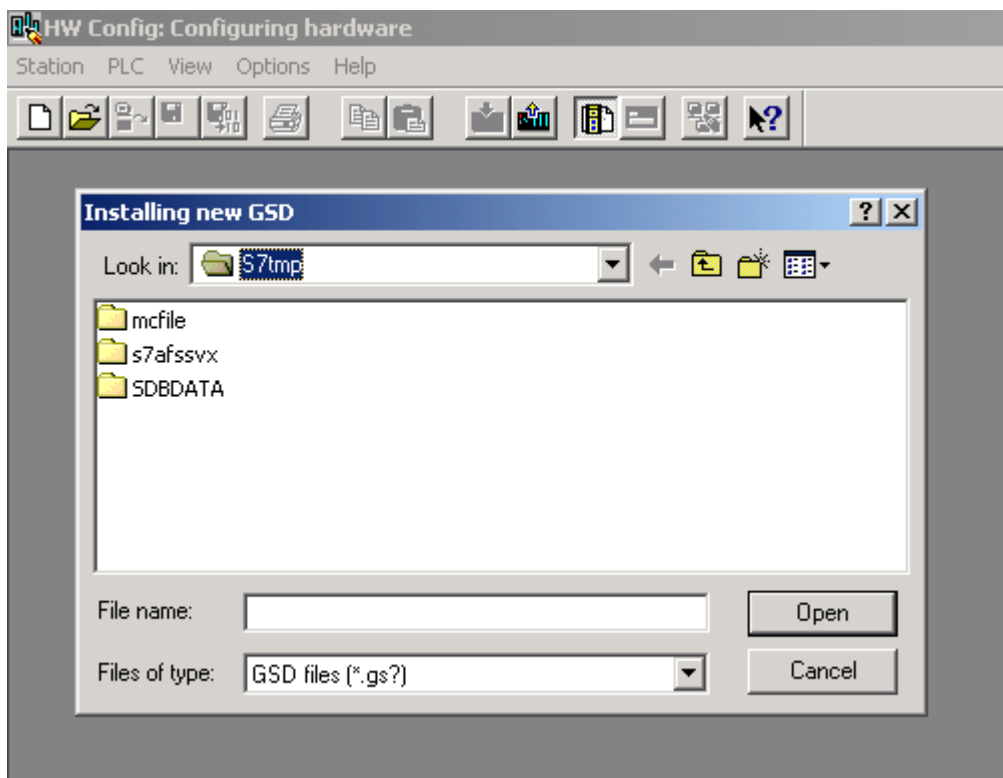 HW Config: Configuring hardware
Station PLC View Options Help
Installing new GSD
Look in: S7tmp
mcfile
s7afssvx
SDBDATA
File name:
Open
Files of type: GSD files (*.gs?)
Cancel